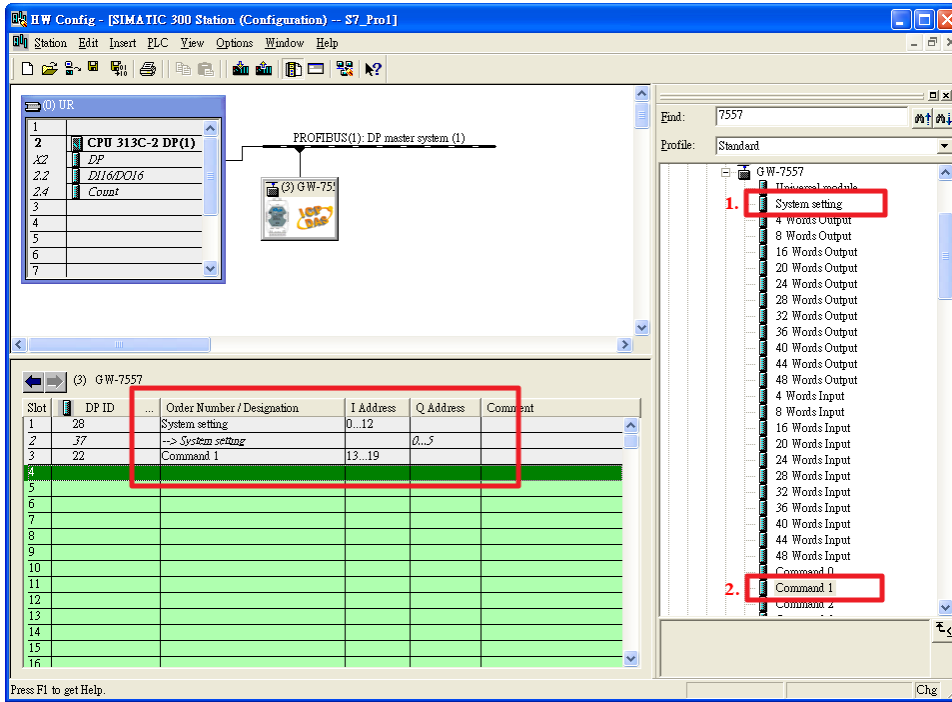 HW Config - [SIMATIC 300 Station (Configuration) -- S7_Pro1]
Station Edit Insert PLC View Options Window Help
(0) UR
1
2 CPU 313C-2 DP(1)
X2 DP
2.2 DI16/DO16
2.4 Count
3
4
5
6
7
PROFIBUS(1): DP master system (1)
(3) GW-755
ICP DAS
Find: 7557
Profile: Standard
GW-7557
Universal module
1. System setting
4 Words Output
8 Words Output
16 Words Output
20 Words Output
24 Words Output
28 Words Output
32 Words Output
36 Words Output
40 Words Output
44 Words Output
48 Words Output
4 Words Input
8 Words Input
16 Words Input
20 Words Input
24 Words Input
28 Words Input
32 Words Input
36 Words Input
40 Words Input
44 Words Input
48 Words Input
Command 0
2. Command 1
Command 2
(3) GW-7557
Slot DP ID ... Order Number / Designation I Address Q Address Comment
1 28 System setting 0...12
2 37 --> System setting 0...5
3 22 Command 1 13...19
4
5
6
7
8
9
10
11
12
13
14
15
16
Press F1 to get Help.
Chg